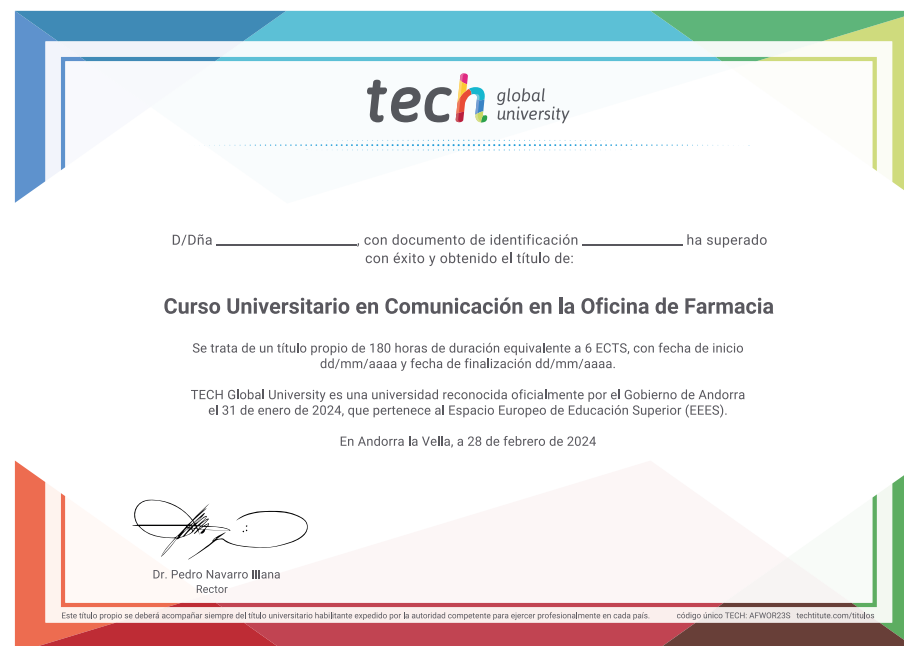 tech global university
D/Dña _________________, con documento de identificación ____________ ha superado
con éxito y obtenido el título de:
Curso Universitario en Comunicación en la Oficina de Farmacia
Se trata de un título propio de 180 horas de duración equivalente a 6 ECTS, con fecha de inicio
dd/mm/aaaa y fecha de finalización dd/mm/aaaa.
TECH Global University es una universidad reconocida oficialmente por el Gobierno de Andorra
el 31 de enero de 2024, que pertenece al Espacio Europeo de Educación Superior (EEES).
En Andorra la Vella, a 28 de febrero de 2024
Dr. Pedro Navarro Illana
Rector
Este título propio se deberá acompañar siempre del título universitario habilitante expedido por la autoridad competente para ejercer profesionalmente en cada país. código único TECH: AFWOR23S techtitute.com/titulos